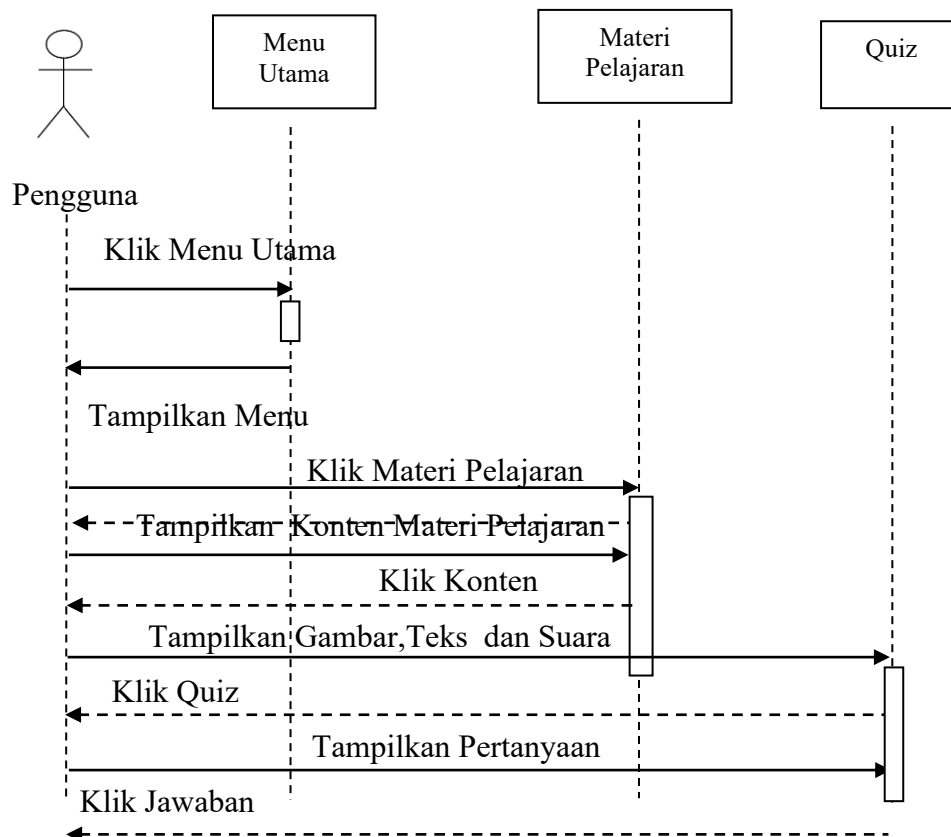 Menu
Utama
Materi
Pelajaran
Quiz
Pengguna
Klik Menu Utama
Tampilkan Menu
Klik Materi Pelajaran
Tampilkan Konten Materi Pelajaran
Klik Konten
Tampilkan Gambar,Teks dan Suara
Klik Quiz
Tampilkan Pertanyaan
Klik Jawaban